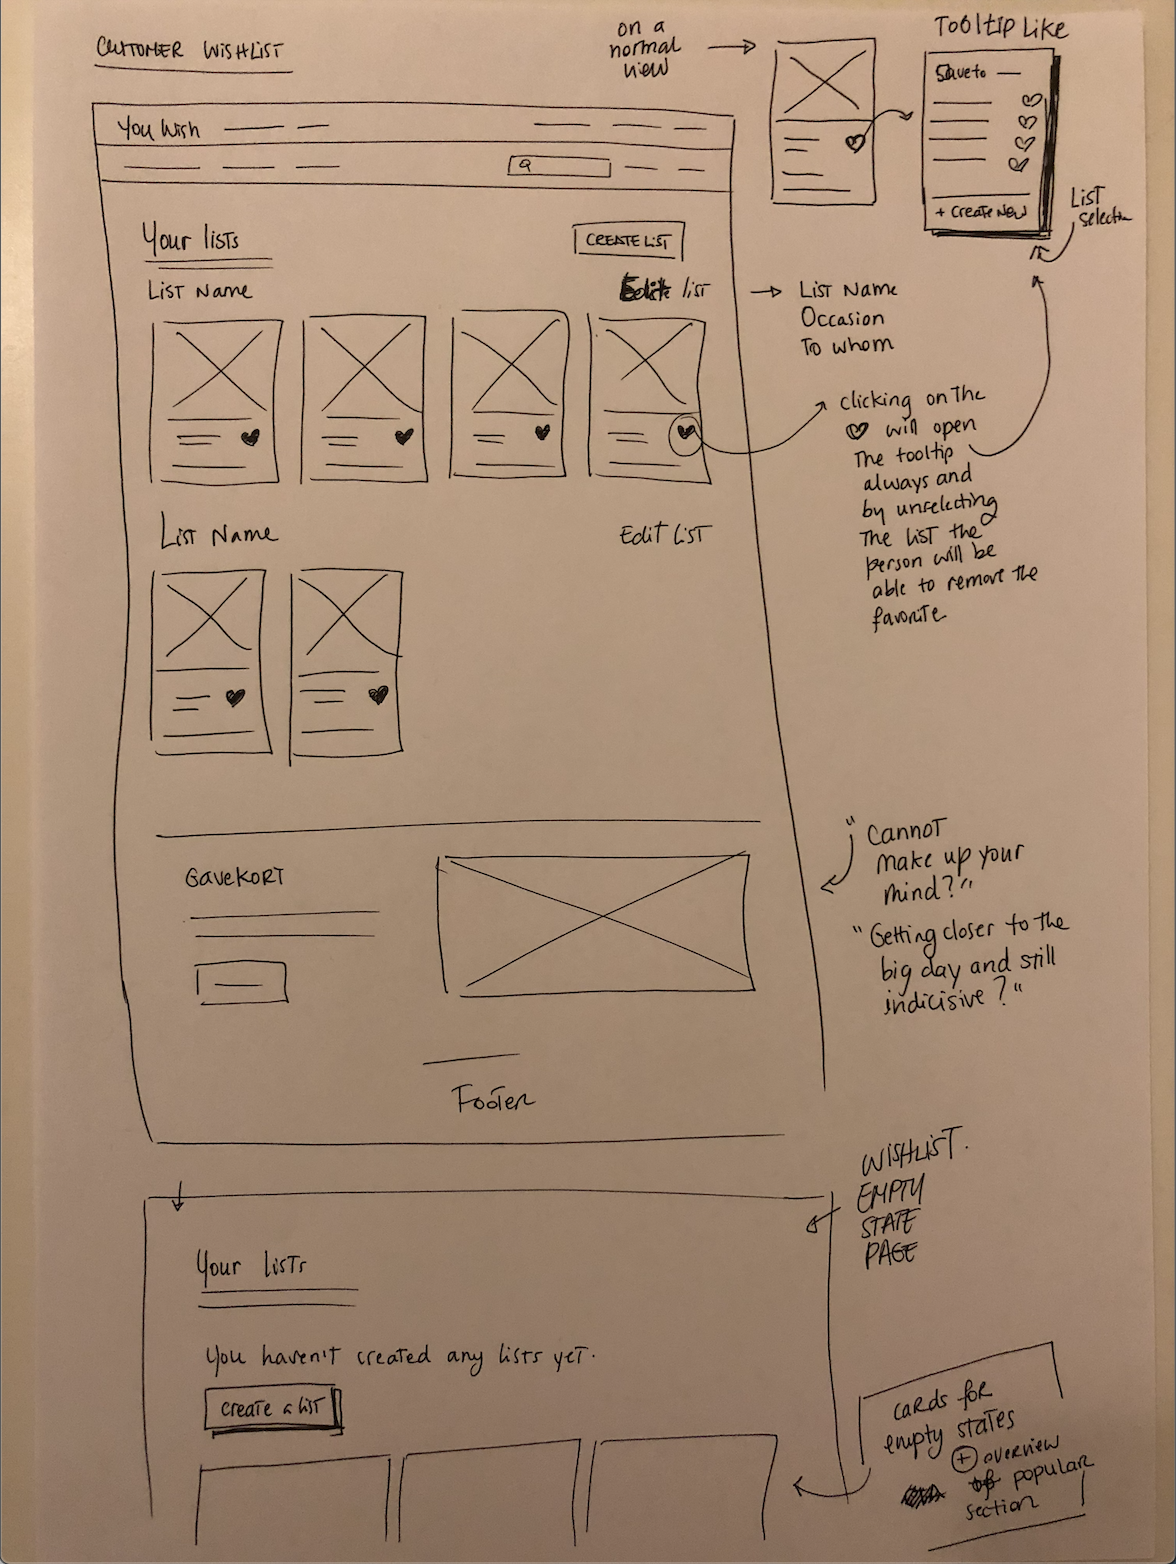 CUSTOMER WISHLIST
on a
normal
view
Tooltip Like
Save to
+ Create New
List
You Wish
Your lists
CREATE LIST
List Name
list
List Name
Occasion
To whom
clicking on the
will open
The tooltip
always and
by unselecting
The list the
person will be
able to remove the
favorite
List Name
Edit List
Gavekort
"Cannot
make up your
mind?"
"Getting closer to the
big day and still
indicisive?"
Footer
WISHLIST.
EMPTY
STATE
PAGE
Your lists
You haven't created any lists yet.
create a list
cards for
empty states
+ overview
of popular
section